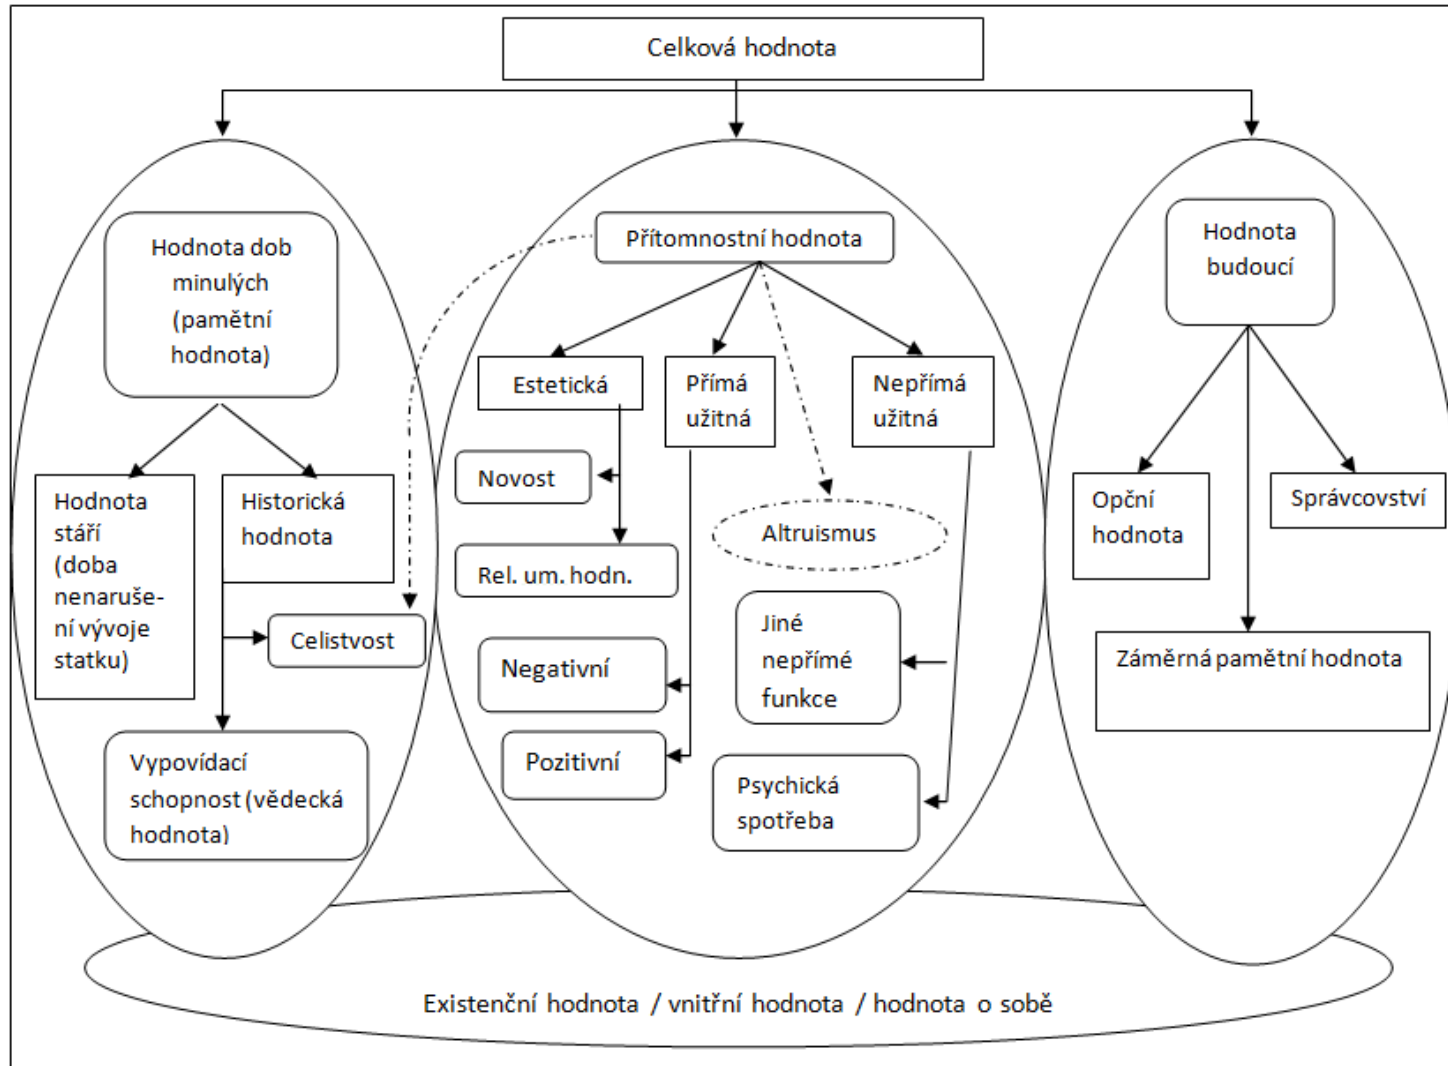 Celková hodnota
Hodnota dob
minulých
(pamětní
hodnota)
Hodnota
stáří
(doba
nenaruše-
ní vývoje
statku)
Historická
hodnota
Celistvost
Vypovídací
schopnost (vědecká
hodnota)
Přítomnostní hodnota
Estetická
Novost
Rel. um. hodn.
Přímá
užitná
Negativní
Pozitivní
Nepřímá
užitná
Altruismus
Jiné
nepřímé
funkce
Psychická
spotřeba
Hodnota
budoucí
Opční
hodnota
Správcovství
Záměrná pamětní hodnota
Existenční hodnota / vnitřní hodnota / hodnota o sobě